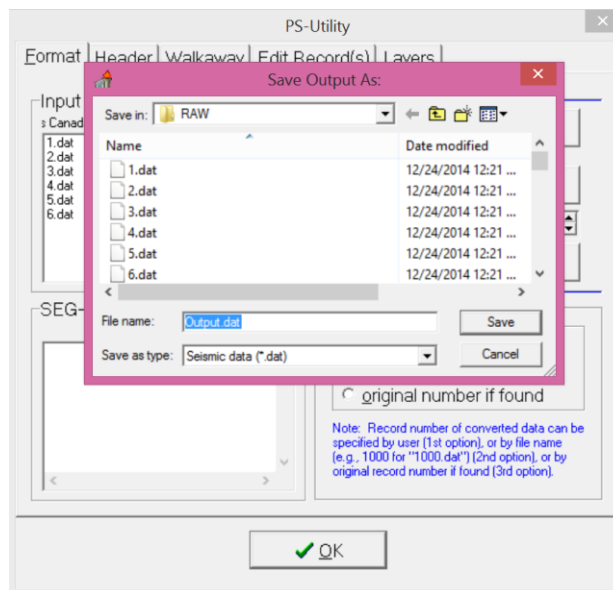 PS-Utility
Format Header Walkaway Edit Record(s) Layers
Save Output As:
Input
s Canad
1.dat
2.dat
3.dat
4.dat
5.dat
6.dat
Save in: RAW
Name Date modified
1.dat 12/24/2014 12:21 ...
2.dat 12/24/2014 12:21 ...
3.dat 12/24/2014 12:21 ...
4.dat 12/24/2014 12:21 ...
5.dat 12/24/2014 12:21 ...
6.dat 12/24/2014 12:21 ...
SEG-
File name: Output.dat Save
Save as type: Seismic data (*.dat) Cancel
original number if found
Note: Record number of converted data can be
specified by user (1st option), or by file name
(e.g., 1000 for "1000.dat") (2nd option), or by
original record number if found (3rd option).
OK